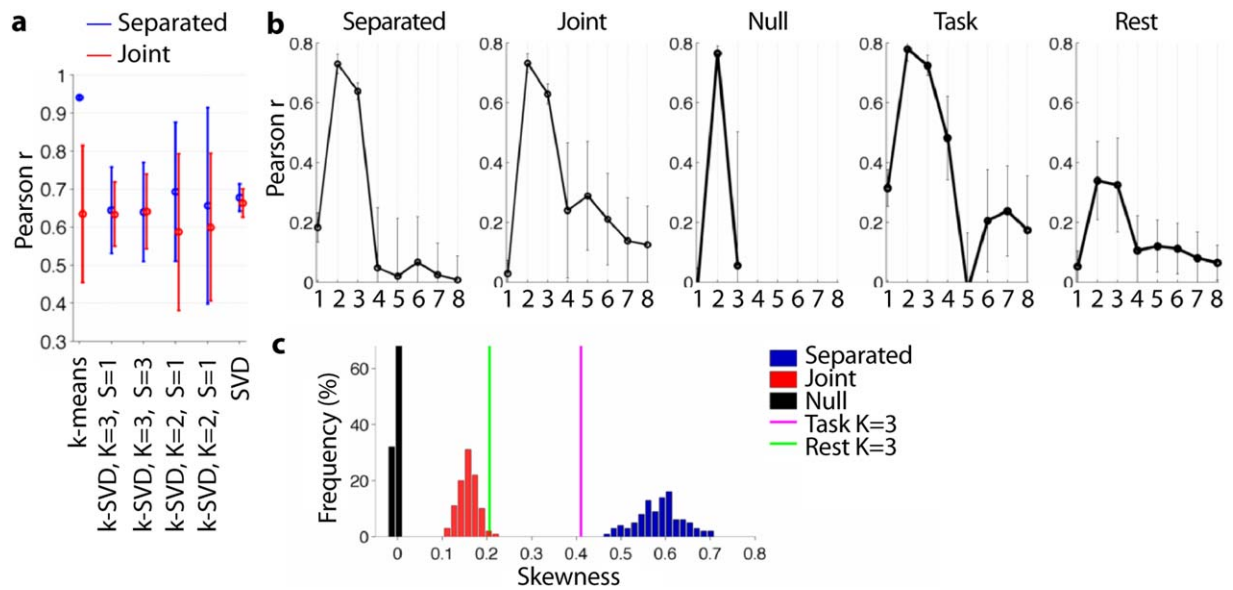 a
Separated
Joint
Pearson r
1
0.9
0.8
0.7
0.6
0.5
0.4
0.3
k-means
k-SVD, K=3, S=1
k-SVD, K=3, S=3
k-SVD, K=2, S=1
k-SVD, K=2, S=1
SVD
b
Separated
Joint
Null
Task
Rest
Pearson r
0.8
0.6
0.4
0.2
0
1 2 3 4 5 6 7 8
0.8
0.6
0.4
0.2
0
1 2 3 4 5 6 7 8
0.8
0.6
0.4
0.2
0
1 2 3 4 5 6 7 8
0.8
0.6
0.4
0.2
0
1 2 3 4 5 6 7 8
0.8
0.6
0.4
0.2
0
1 2 3 4 5 6 7 8
c
Frequency (%)
60
40
20
0
0 0.1 0.2 0.3 0.4 0.5 0.6 0.7 0.8
Skewness
Separated
Joint
Null
Task K=3
Rest K=3